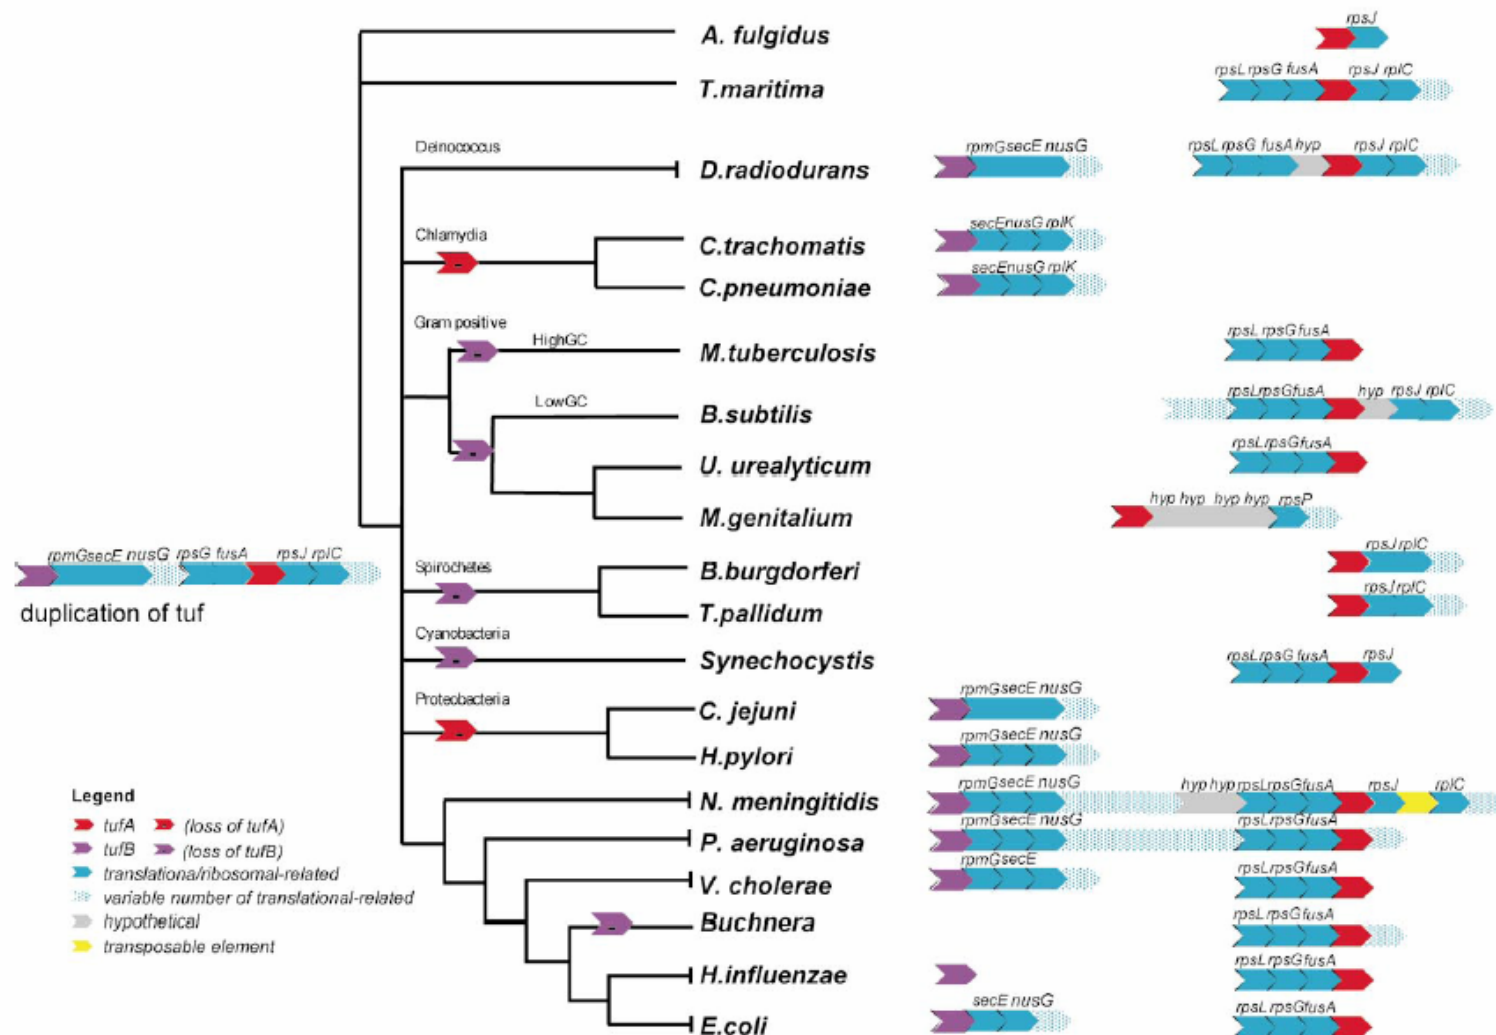 A. fulgidus
rpsJ
T.maritima
rpsL rpsG fusA rpsJ rplC
Deinococcus
D.radiodurans
rpmG secE nusG
rpsL rpsG fusA hyp rpsJ rplC
Chlamydia
C.trachomatis
secE nusG rplK
C.pneumoniae
secE nusG rplK
Gram positive
HighGC
M.tuberculosis
rpsL rpsG fusA
LowGC
B.subtilis
rpsL rpsG fusA hyp rpsJ rplC
U. urealyticum
rpsL rpsG fusA
M.genitalium
hyp hyp hyp hyp rpsP
rpmG secE nusG rpsG fusA rpsJ rplC
duplication of tuf
Spirochetes
B.burgdorferi
rpsJ rplC
T.pallidum
rpsJ rplC
Cyanobacteria
Synechocystis
rpsL rpsG fusA rpsJ
Proteobacteria
C. jejuni
rpmG secE nusG
H.pylori
rpmG secE nusG
N. meningitidis
rpmG secE nusG
hyp hyp rpsL rpsG fusA rpsJ rplC
P. aeruginosa
rpmG secE nusG
rpsL rpsG fusA
V. cholerae
rpmG secE
rpsL rpsG fusA
Buchnera
rpsL rpsG fusA
H.influenzae
rpsL rpsG fusA
E.coli
secE nusG
rpsL rpsG fusA
Legend
tufA (loss of tufA)
tufB (loss of tufB)
translationa/ribosomal-related
variable number of translational-related
hypothetical
transposable element